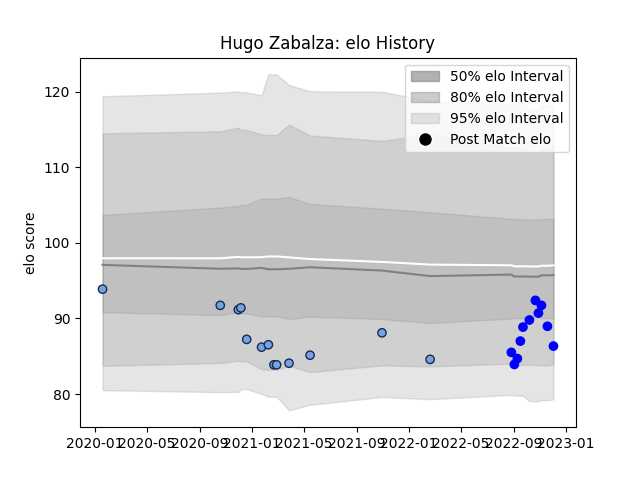 Hugo Zabalza: elo History
50% elo Interval
80% elo Interval
95% elo Interval
Post Match elo
elo score
120
110
100
90
80
2020-01 2020-05 2020-09 2021-01 2021-05 2021-09 2022-01 2022-05 2022-09 2023-01